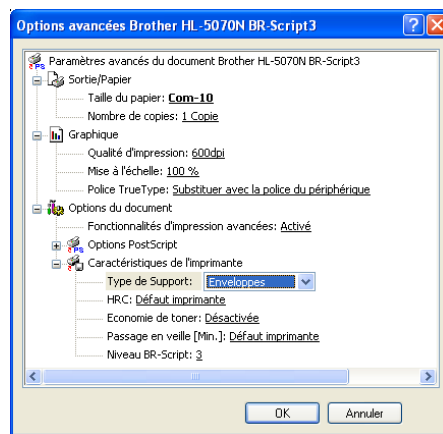 Options avancées Brother HL-5070N BR-Script3
Paramètres avancés du document Brother HL-5070N BR-Script3
Sortie/Papier
Taille du papier: Com-10
Nombre de copies: 1 Copie
Graphique
Qualité d'impression: 600dpi
Mise à l'échelle: 100 %
Police TrueType: Substituer avec la police du périphérique
Options du document
Fonctionnalités d'impression avancées: Activé
Options PostScript
Caractéristiques de l'imprimante
Type de Support: Enveloppes
HRC: Défaut imprimante
Economie de toner: Désactivée
Passage en veille [Min.]: Défaut imprimante
Niveau BR-Script: 3
OK Annuler